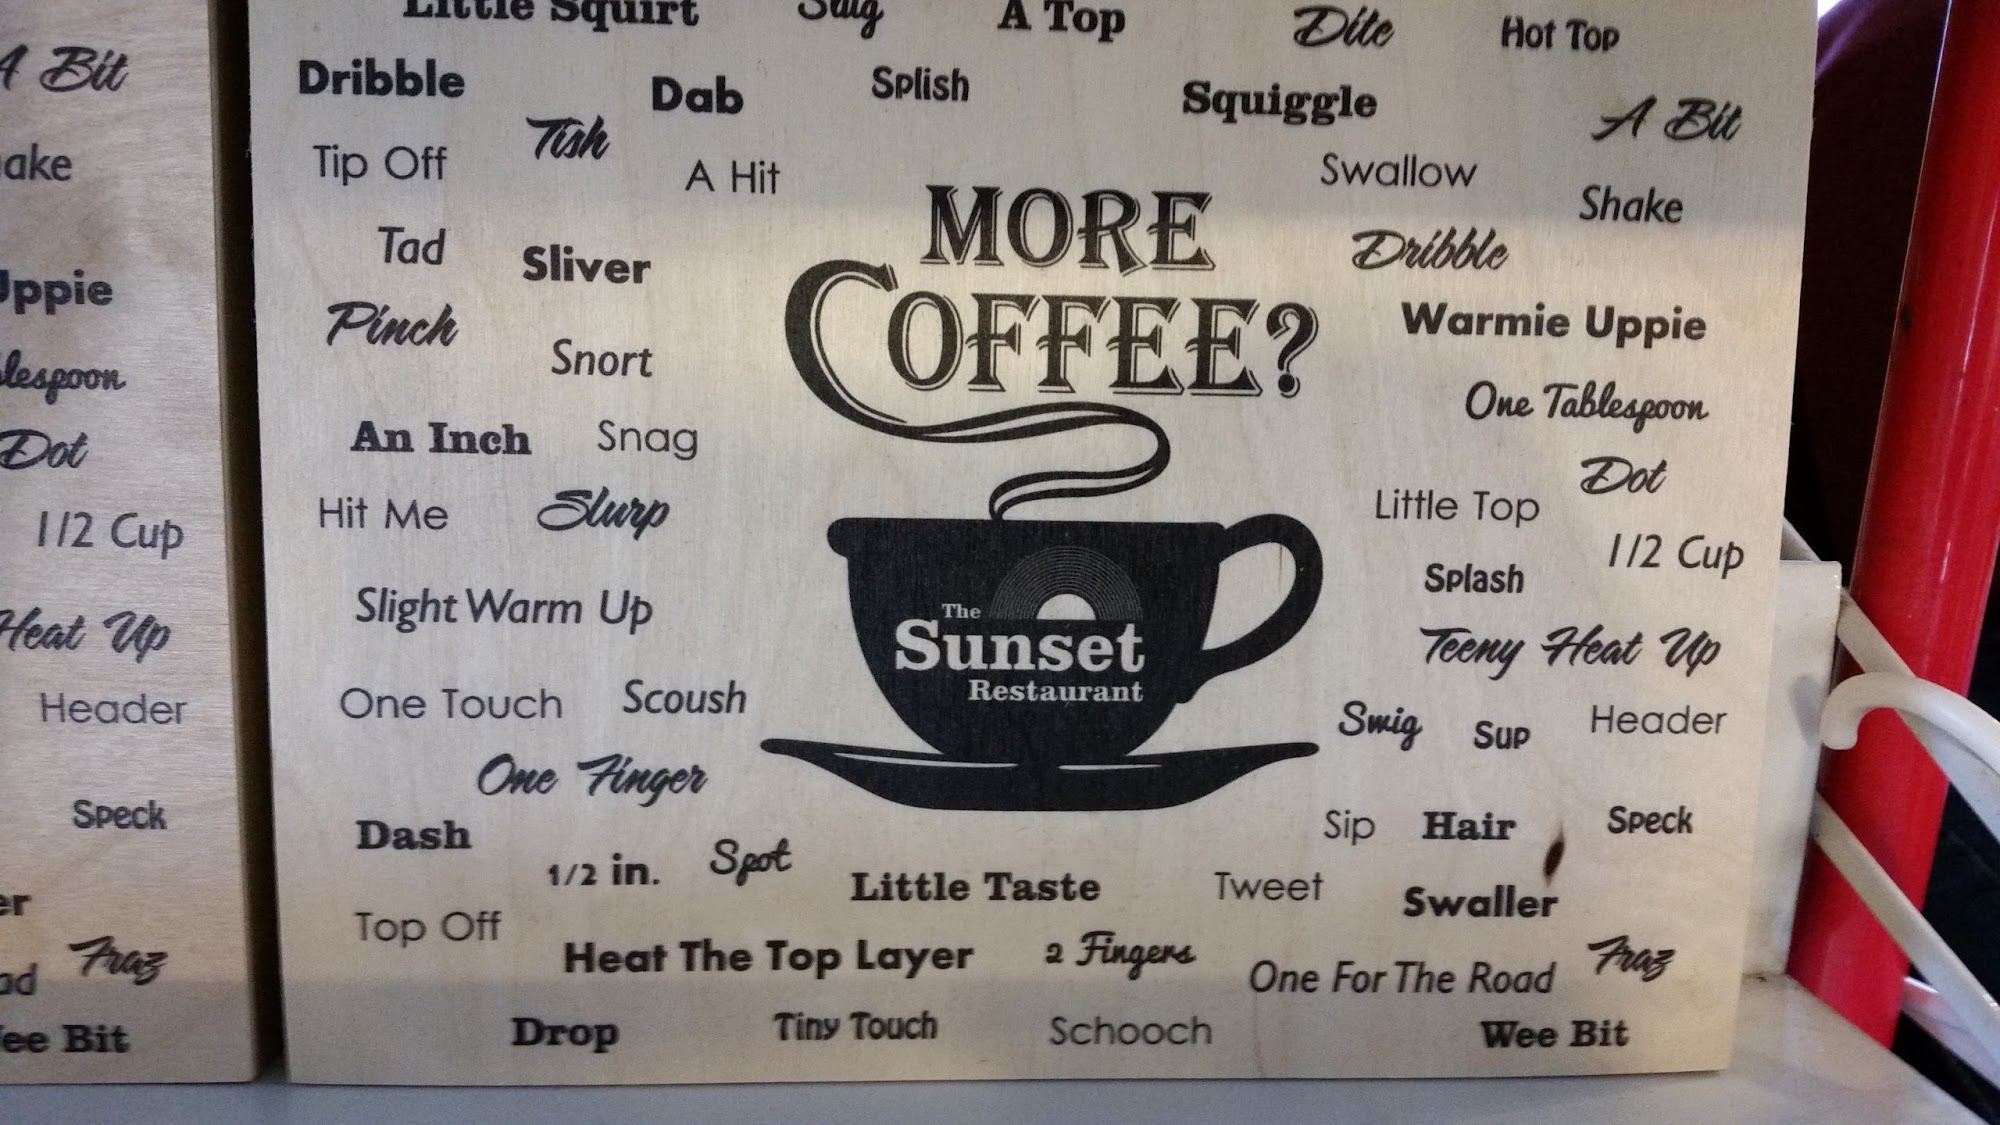 Little Squirt
A Top
Dite
Hot Top
Dribble
Dab
Splish
Squiggle
A Bit
Tish
Tip Off
A Hit
Swallow
Shake
MORE
COFFEE?
Tad
Sliver
Dribble
Pinch
Snort
Warmie Uppie
One Tablespoon
An Inch
Snag
Dot
Hit Me
Slurp
Little Top
1/2 Cup
Splash
Slight Warm Up
The
Sunset
Restaurant
Teeny Heat Up
One Touch
Scoush
Swig
Sup
Header
One Finger
Dash
1/2 in.
Spot
Sip
Hair
Speck
Little Taste
Tweet
Swaller
Top Off
Heat The Top Layer
2 Fingers
One For The Road
Fraz
Drop
Tiny Touch
Schooch
Wee Bit
A Bit
Uppie
Dot
1/2 Cup
Heat Up
Header
Speck
Fraz
Bit